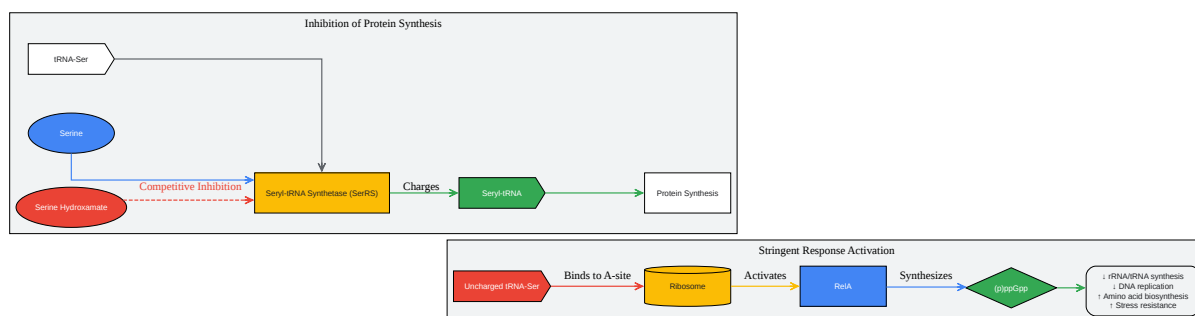 Inhibition of Protein Synthesis
tRNA-Ser
Serine
Competitive Inhibition
Serine Hydroxamate
Seryl-tRNA Synthetase (SerRS)
Charges
Seryl-tRNA
Protein Synthesis
Stringent Response Activation
Uncharged tRNA-Ser
Binds to A-site
Ribosome
Activates
RelA
Synthesizes
(p)ppGpp
↓ rRNA/tRNA synthesis
↓ DNA replication
↑ Amino acid biosynthesis
↑ Stress resistance